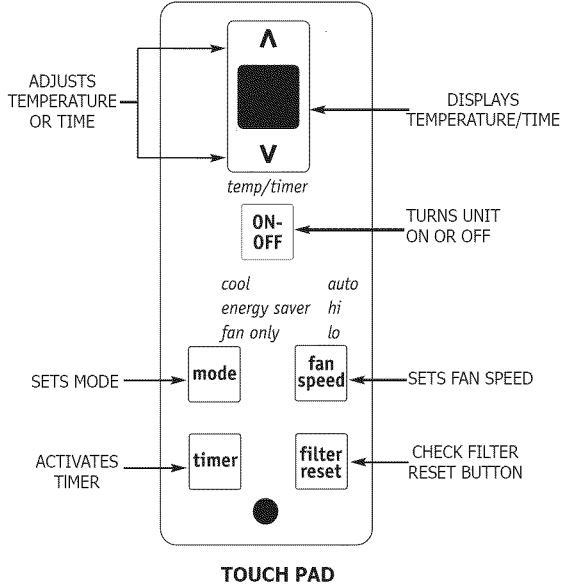 ADJUSTS
TEMPERATURE
OR TIME
DISPLAYS
TEMPERATURE/TIME
temp/timer
ON-
OFF
TURNS UNIT
ON OR OFF
cool auto
energy saver hi
fan only lo
SETS MODE
mode
fan
speed
SETS FAN SPEED
ACTIVATES
TIMER
timer
filter
reset
CHECK FILTER
RESET BUTTON
TOUCH PAD